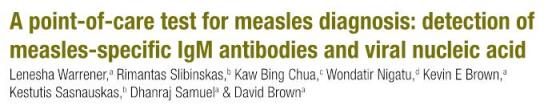 A point-of-care test for measles diagnosis: detection of
measles-specific IgM antibodies and viral nucleic acid
Lenesha Warrener,ª Rimantas Slibinskas,ᵇ Kaw Bing Chua,ᶜ Wondatir Nigatu,ᵈ Kevin E Brown,ª
Kestutis Sasnauskas,ᵇ Dhanraj Samuelª & David Brownª